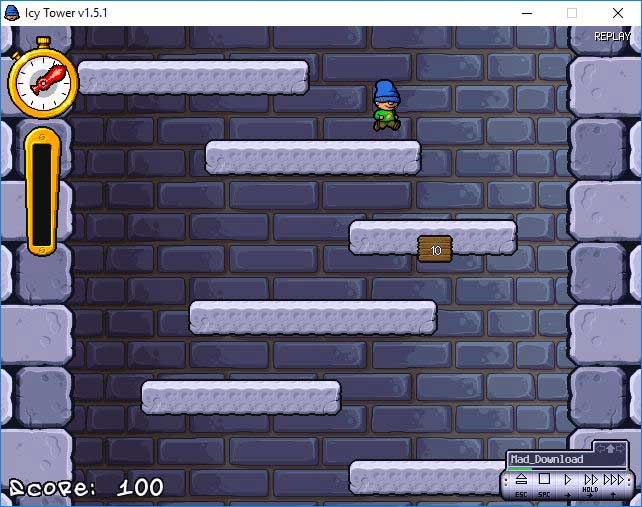 Icy Tower v1.5.1
REPLAY
10
Mad_Download
HOLD
ESC SPC
Score: 100